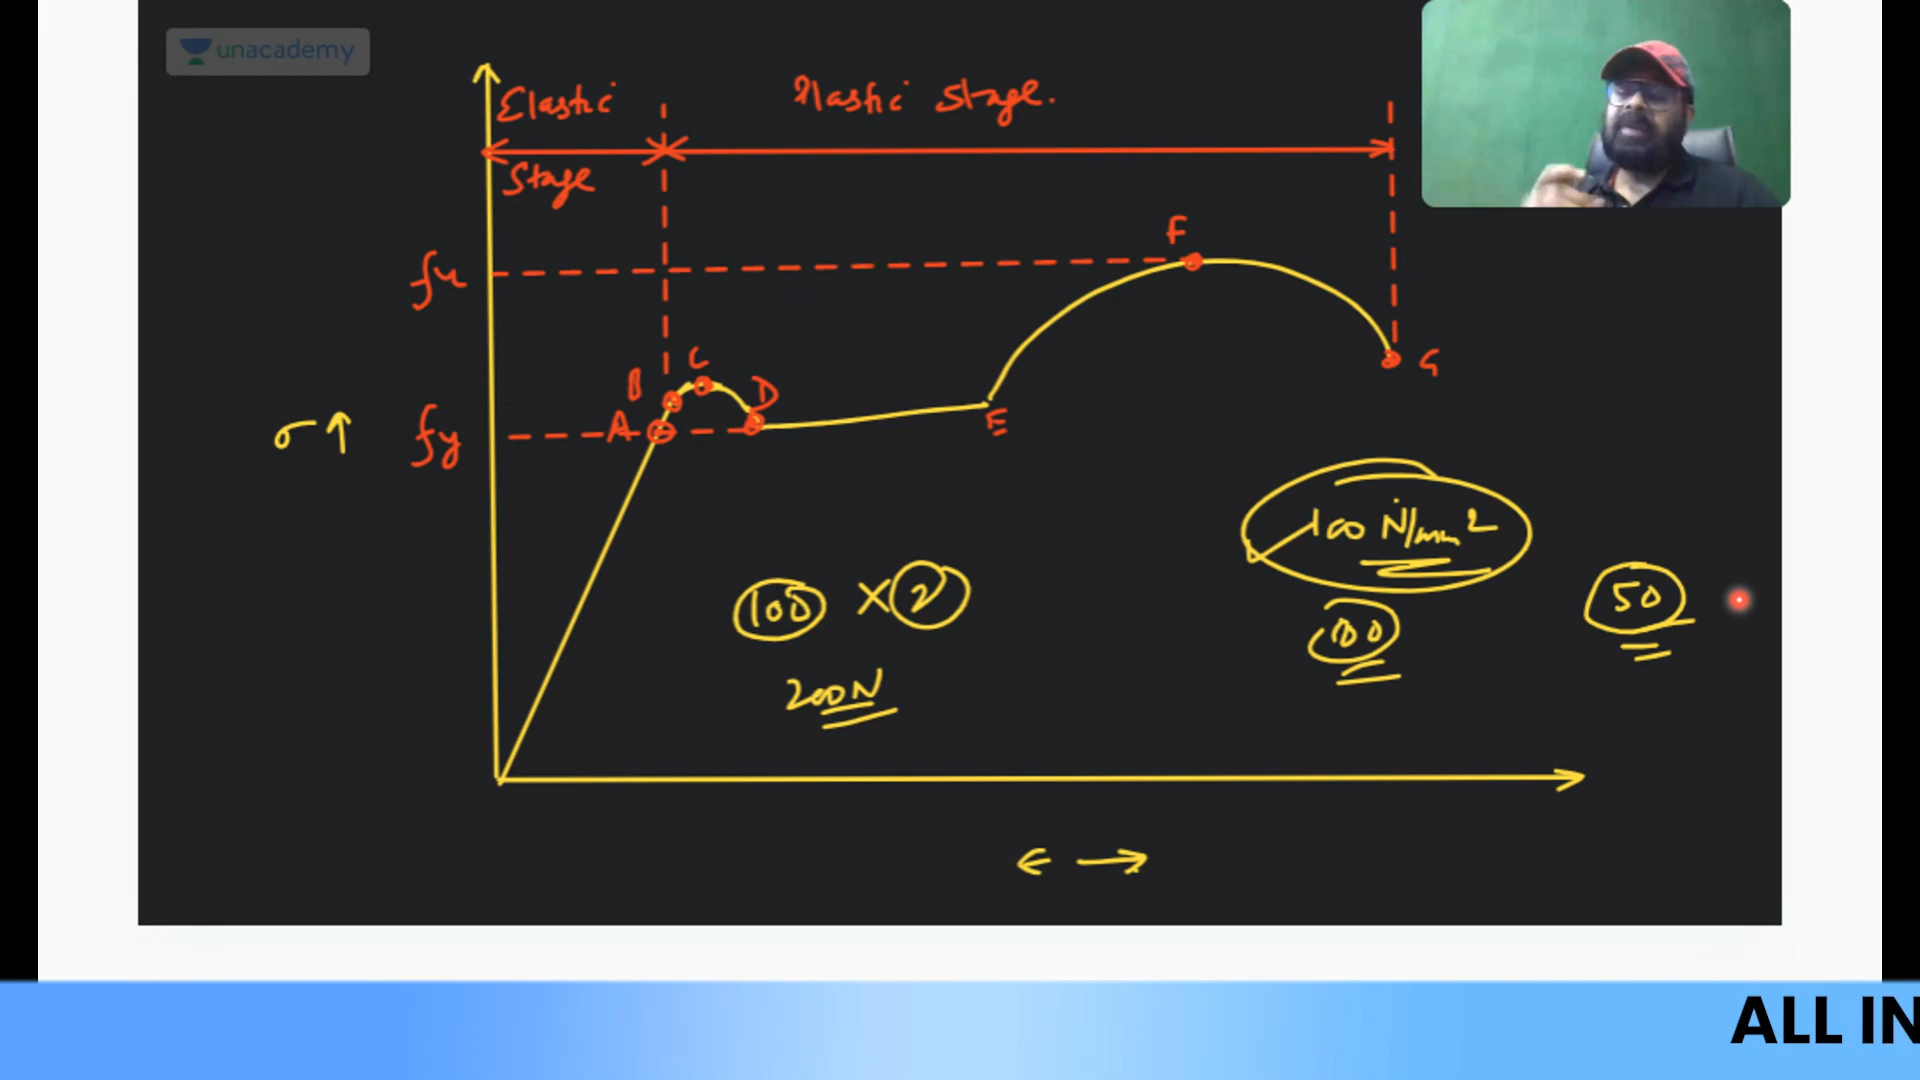 unacademy
Elastic
Stage
Plastic Stage.
F
fu
C
B
D
G
A
E
σ↑
fy
100 N/mm²
100 × 2
50
100
200N
ε →
ALL IN